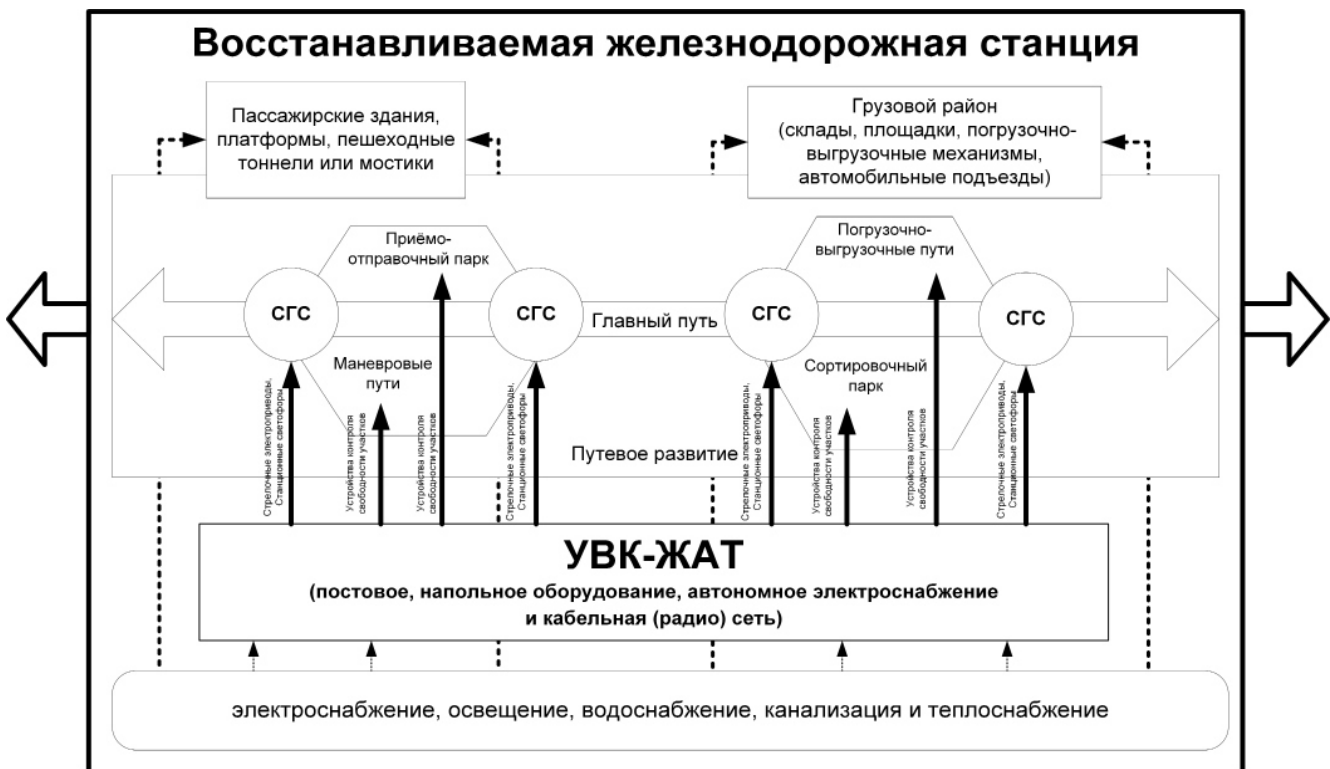 Восстанавливаемая железнодорожная станция
Пассажирские здания,
платформы, пешеходные
тоннели или мостики
Грузовой район
(склады, площадки, погрузочно-
выгрузочные механизмы,
автомобильные подъезды)
Приёмо-
отправочный парк
Погрузочно-
выгрузочные пути
СГС
СГС
СГС
СГС
Главный путь
Маневровые
пути
Сортировочный
парк
Путевое развитие
Стрелочные электроприводы,
Станционные светофоры
Устройства контроля
свободности участков
Устройства контроля
свободности участков
Стрелочные электроприводы,
Станционные светофоры
Стрелочные электроприводы,
Станционные светофоры
Устройства контроля
свободности участков
Устройства контроля
свободности участков
Стрелочные электроприводы,
Станционные светофоры
УВК-ЖАТ
(постовое, напольное оборудование, автономное электроснабжение
и кабельная (радио) сеть)
электроснабжение, освещение, водоснабжение, канализация и теплоснабжение